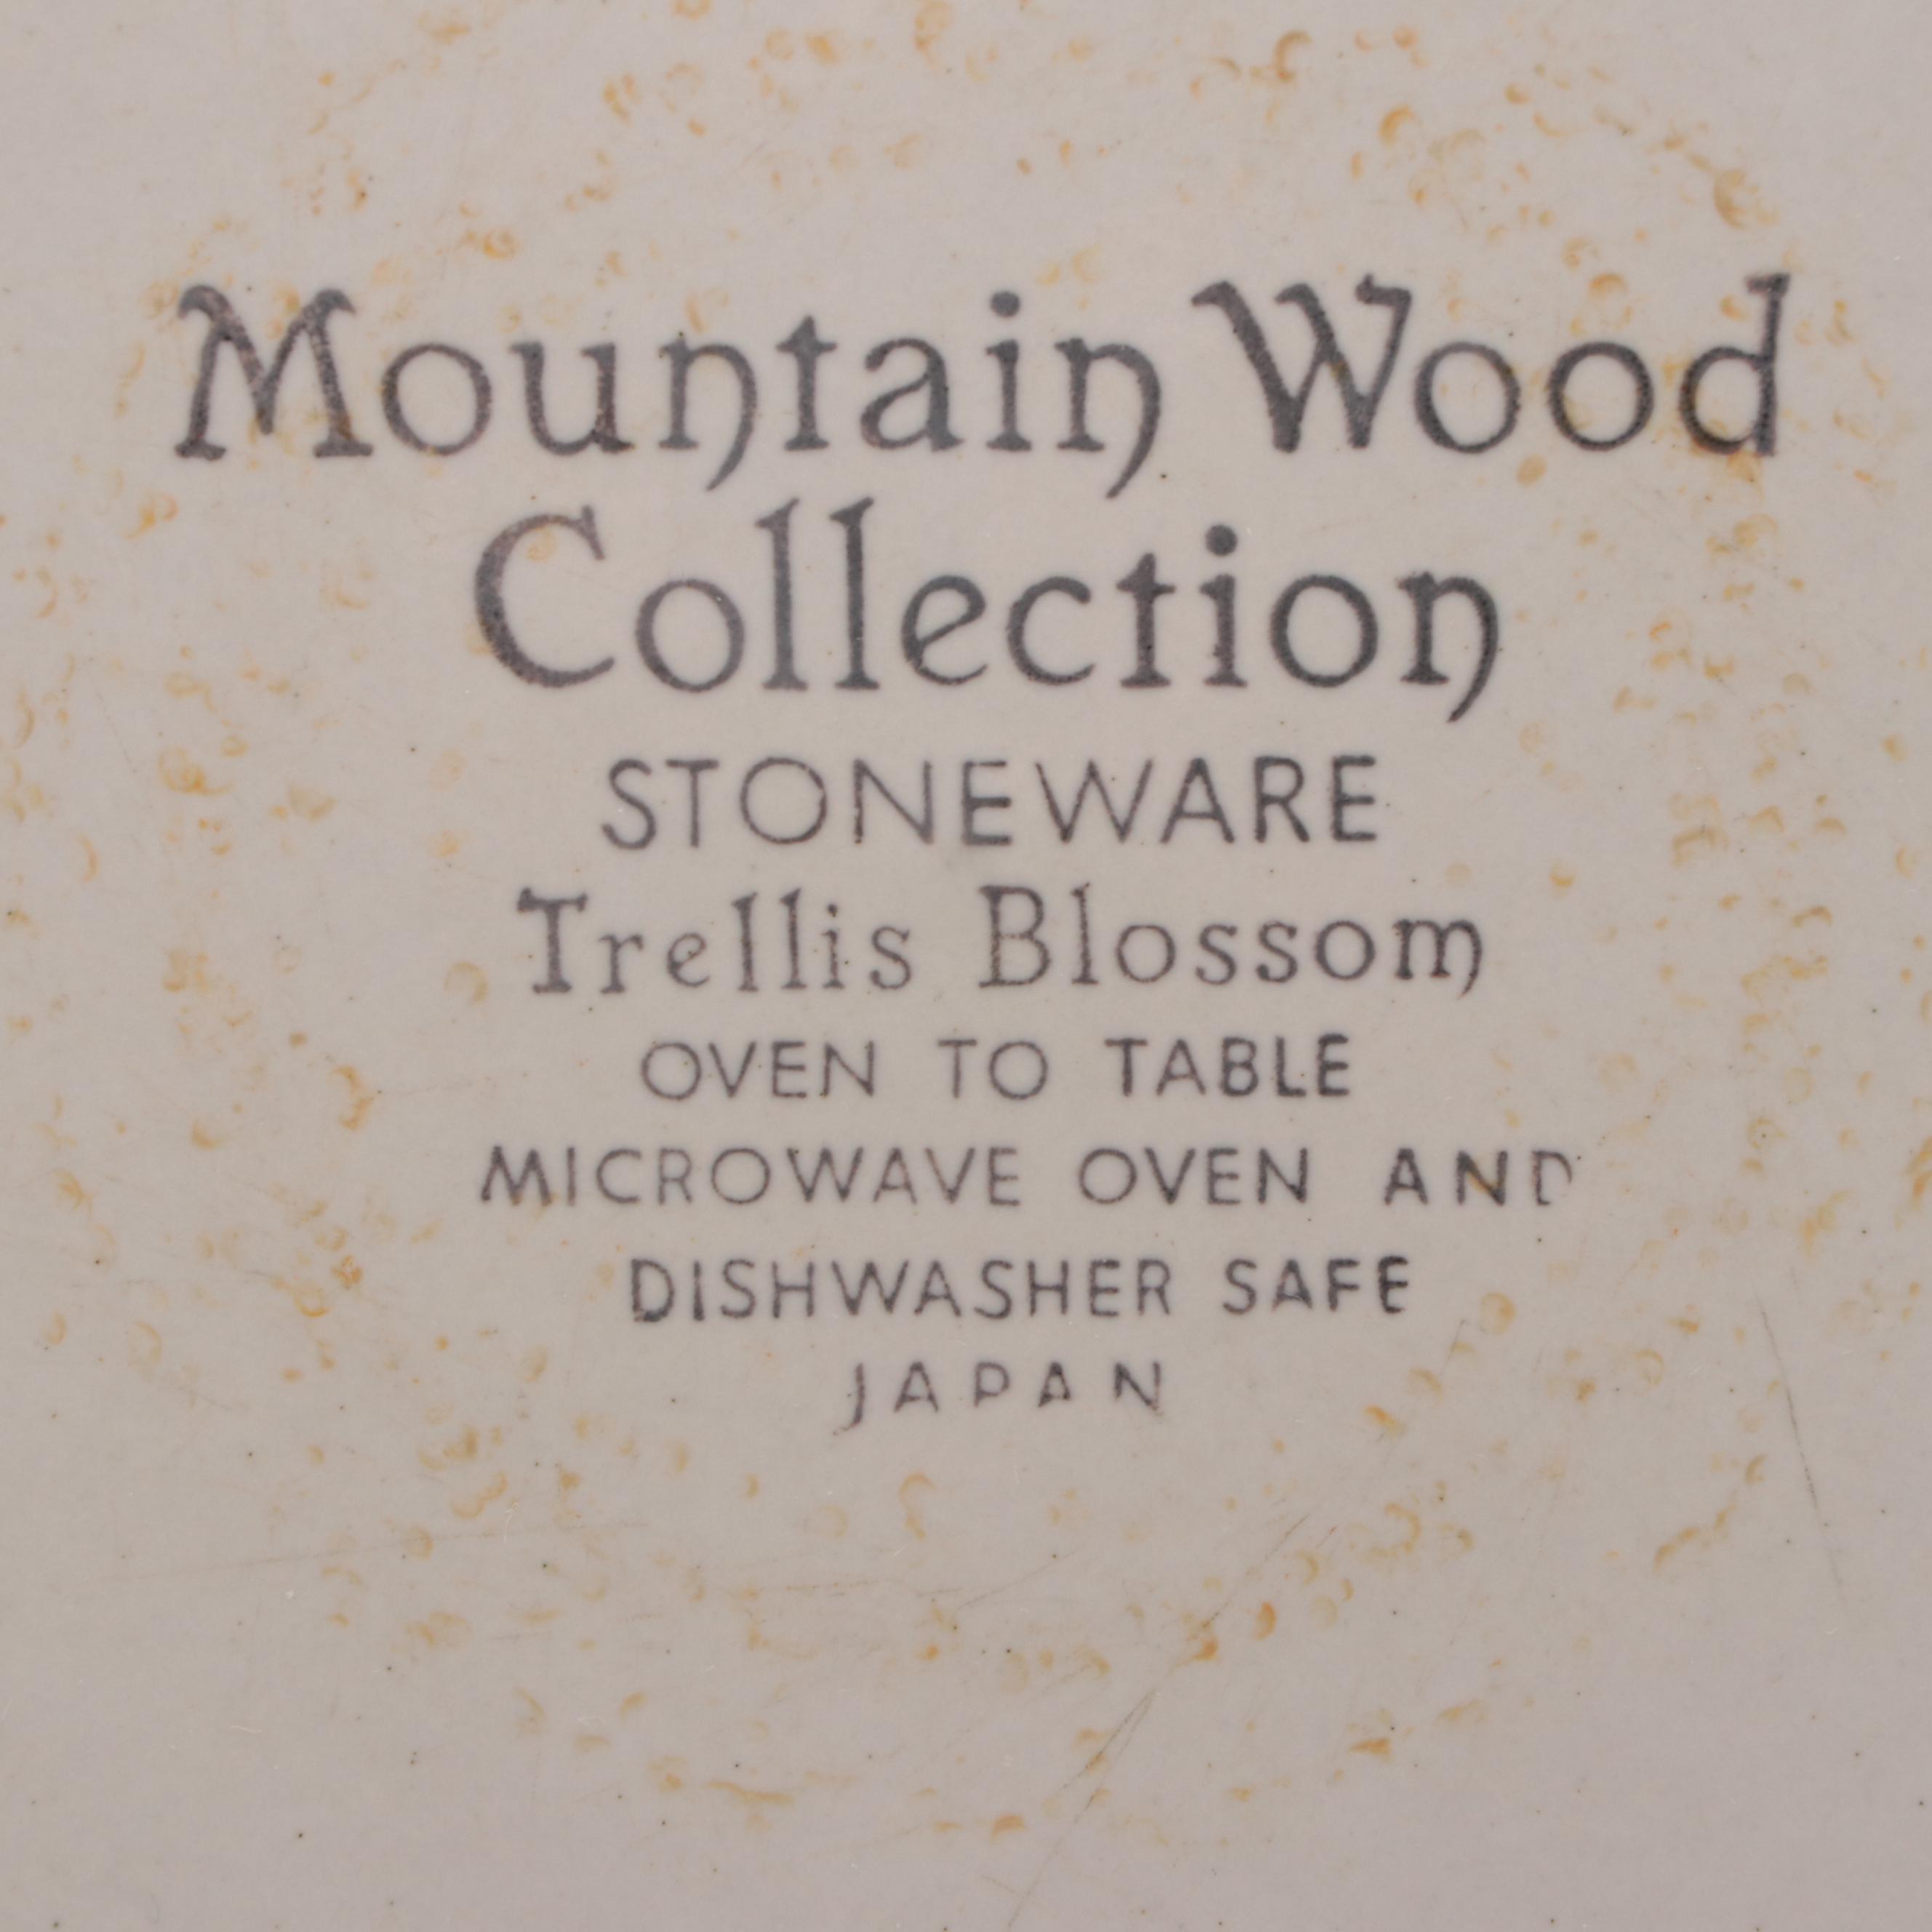 Mountain Wood
Collection
STONEWARE
Trellis Blossom
OVEN TO TABLE
MICROWAVE OVEN AND
DISHWASHER SAFE
JAPAN